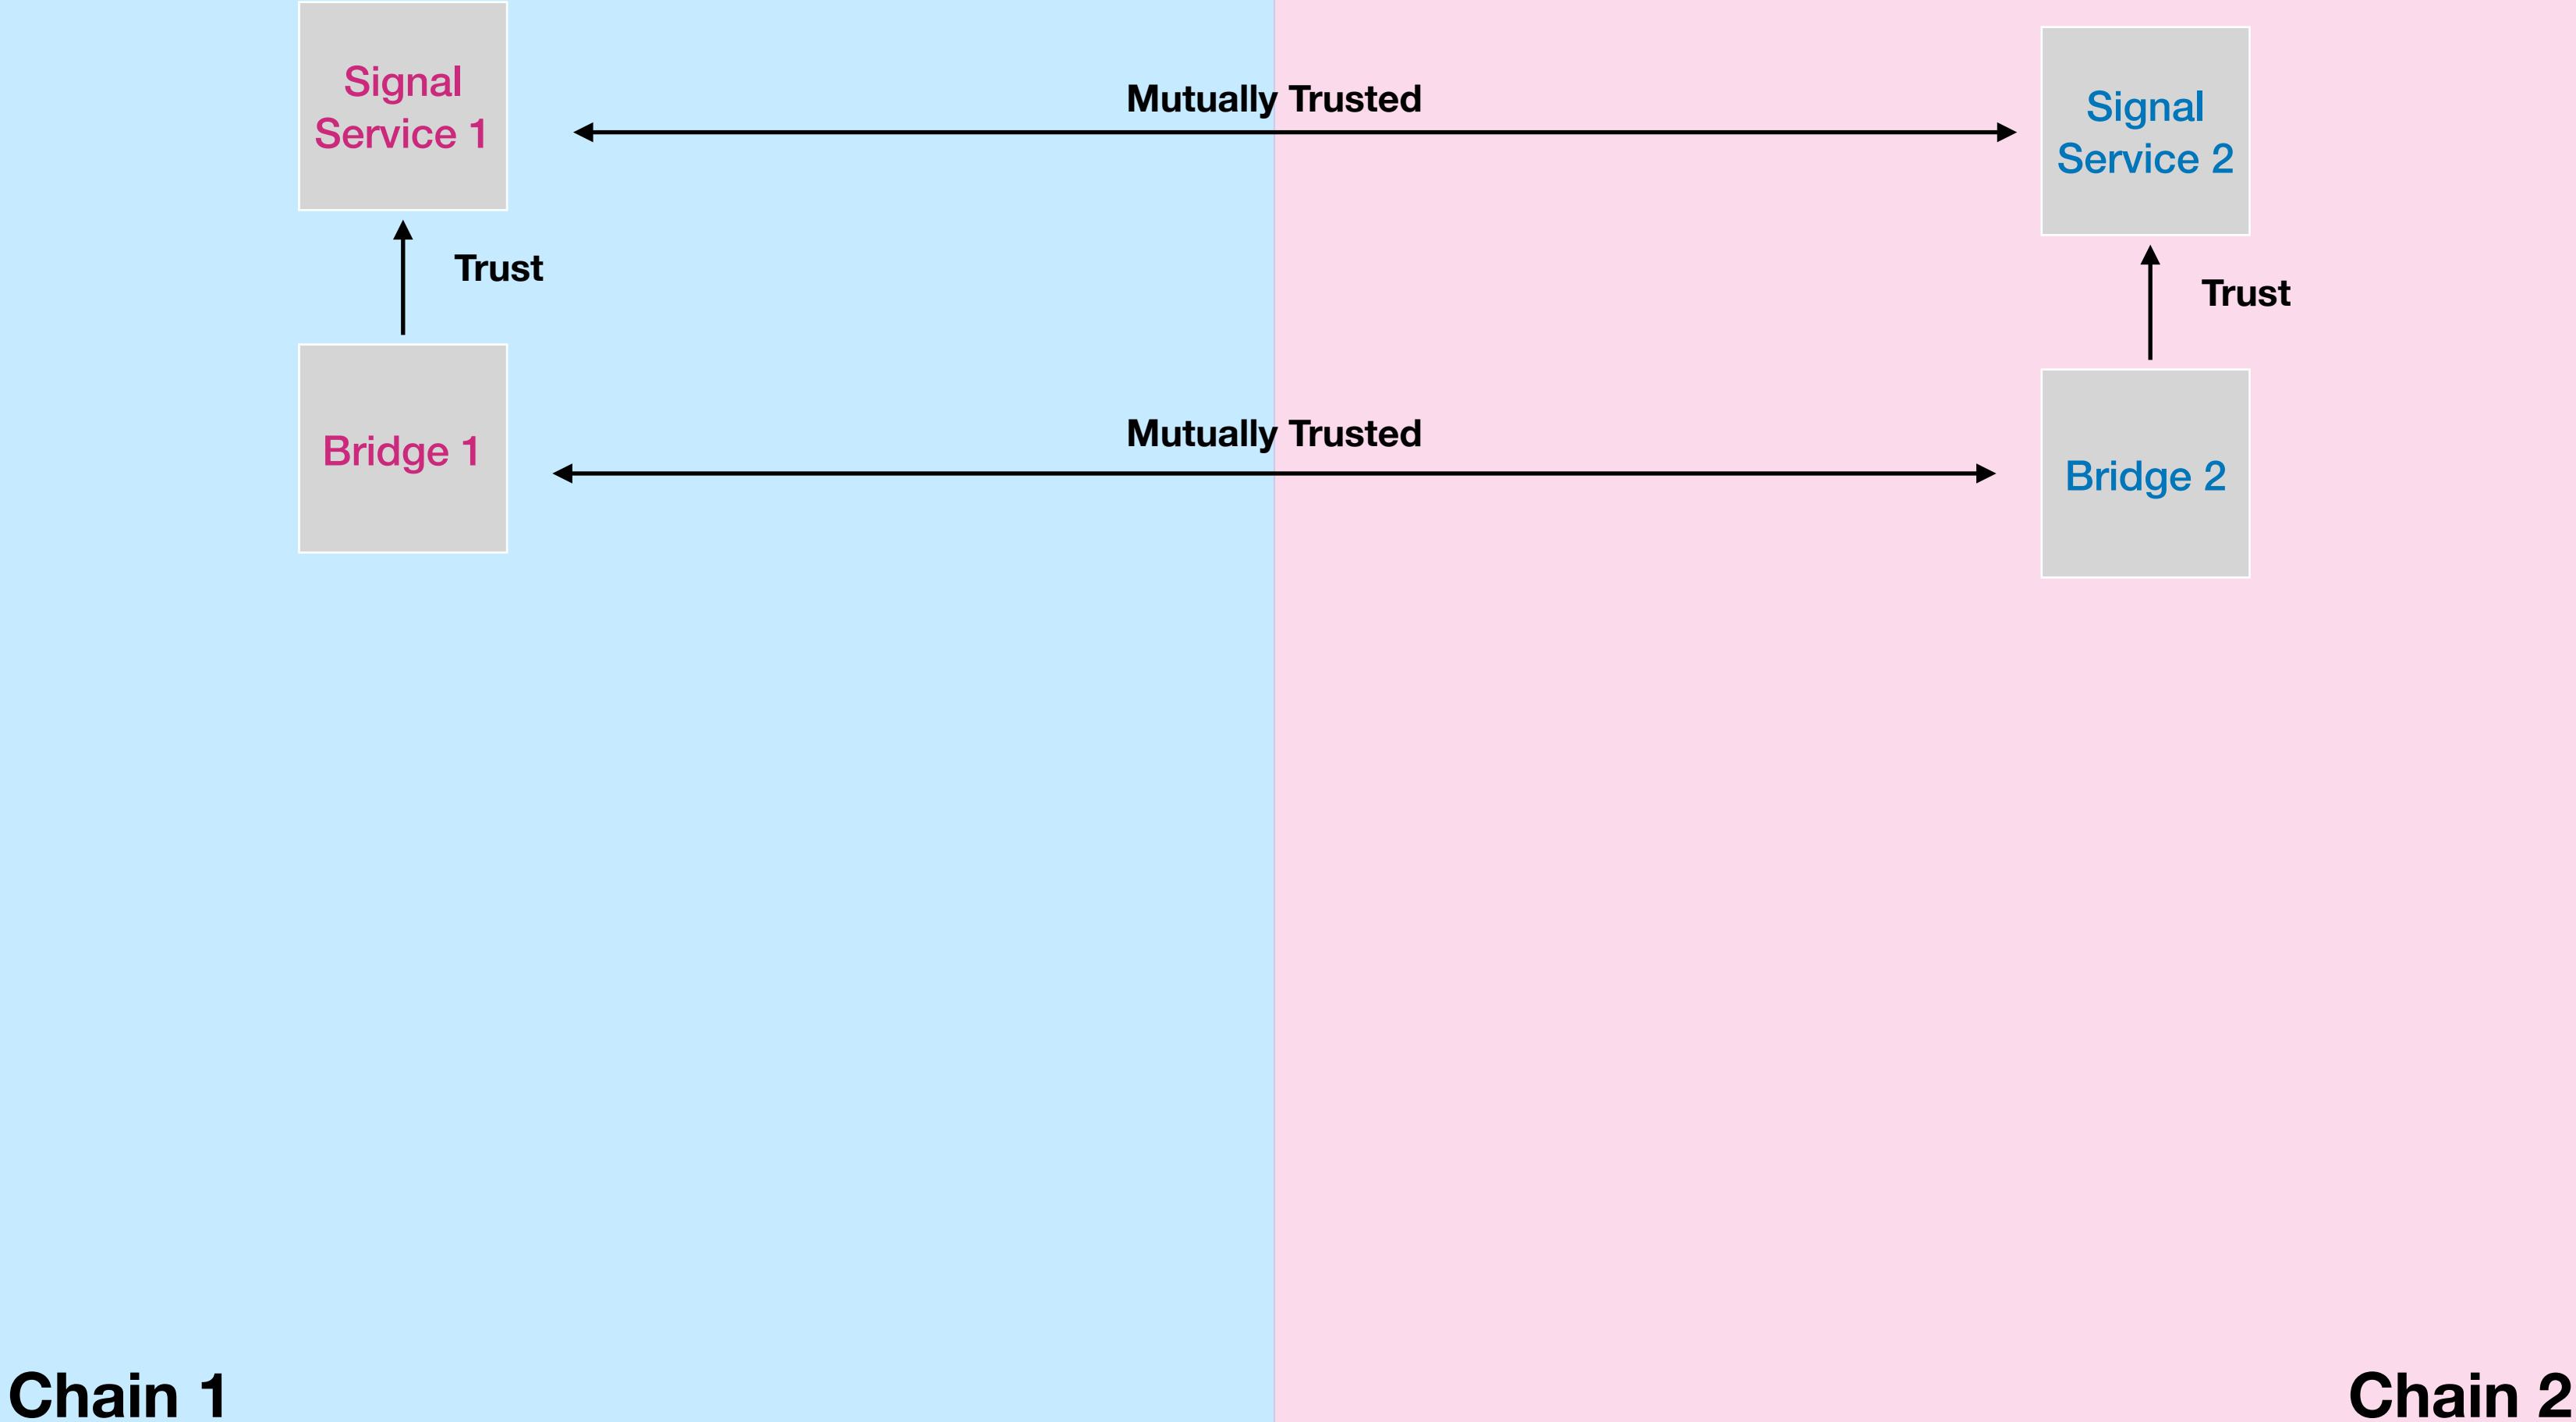 Signal
Service 1
Mutually Trusted
Signal
Service 2
Trust
Trust
Bridge 1
Mutually Trusted
Bridge 2
Chain 1
Chain 2